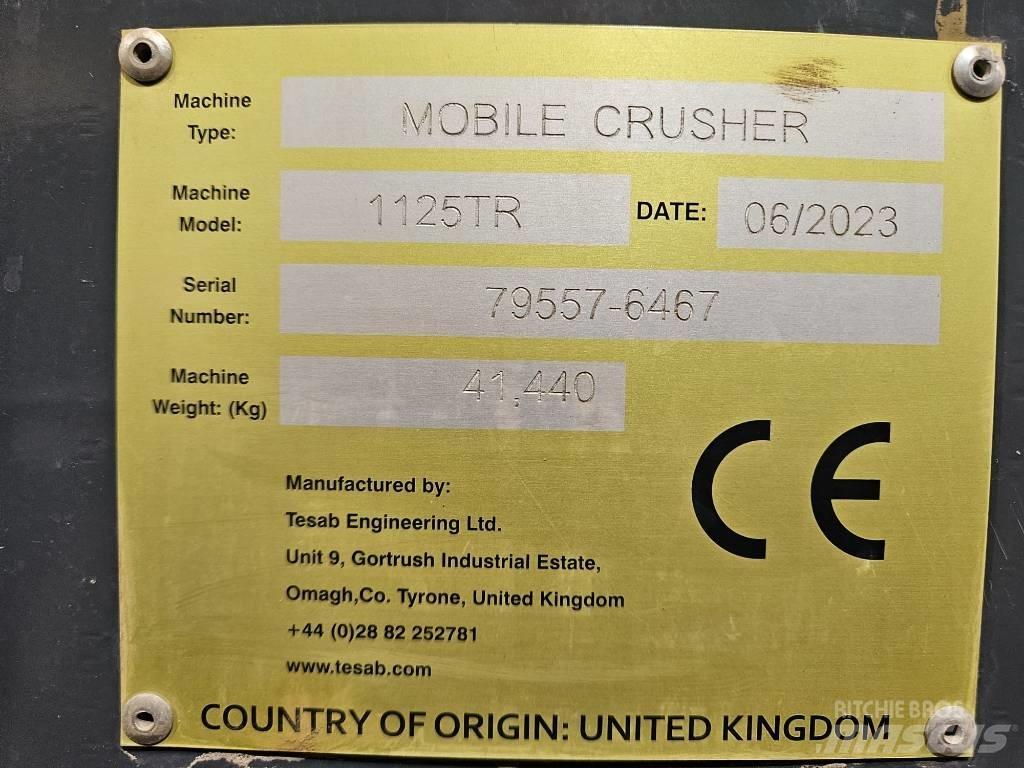 Machine Type: MOBILE CRUSHER
Machine Model: 1125TR DATE: 06/2023
Serial Number: 79557-6467
Machine Weight: (Kg) 41,440
CE
Manufactured by:
Tesab Engineering Ltd.
Unit 9, Gortrush Industrial Estate,
Omagh,Co. Tyrone, United Kingdom
+44 (0)28 82 252781
www.tesab.com
COUNTRY OF ORIGIN: UNITED KINGDOM
RITCHIE BROS
MASCUS